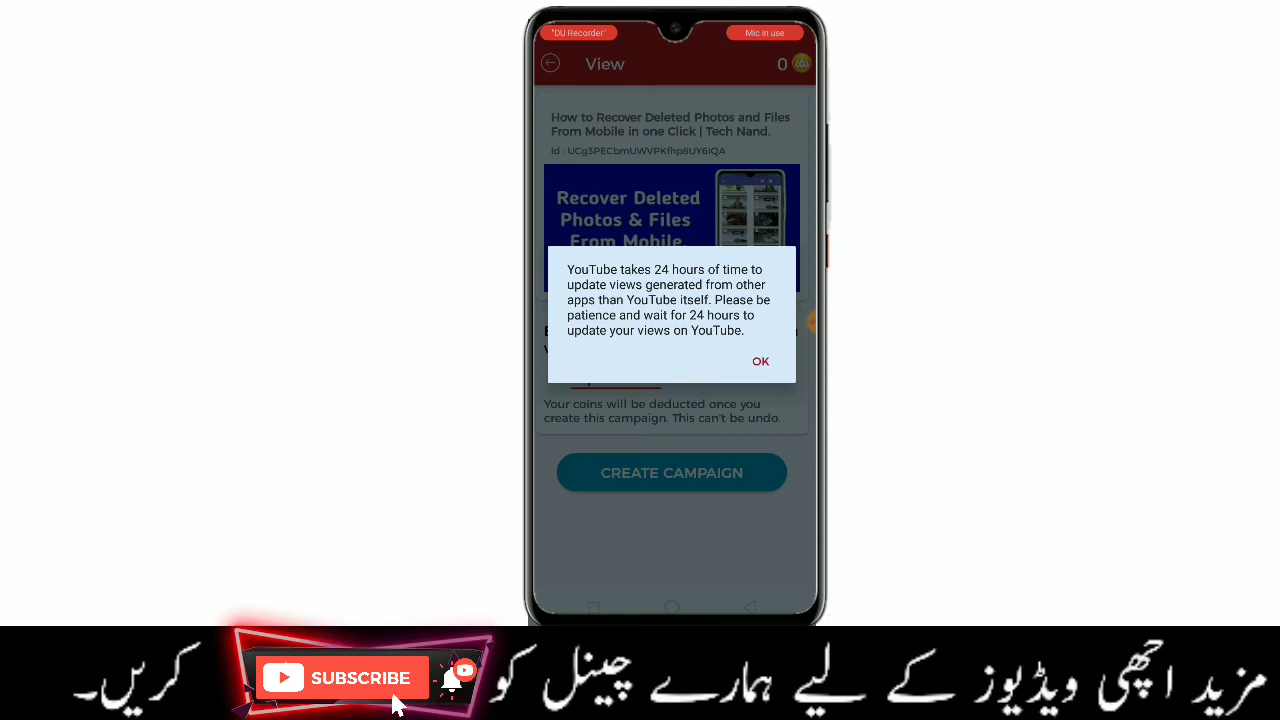 "DU Recorder"
Mic in use
View
0
How to Recover Deleted Photos and Files
From Mobile in one Click | Tech Nand.
Id : UCg3PECbmUWVPKfhp8UY6IQA
Recover Deleted
Photos & Files
From Mobile.
YouTube takes 24 hours of time to
update views generated from other
apps than YouTube itself. Please be
patience and wait for 24 hours to
update your views on YouTube.
OK
Your coins will be deducted once you
create this campaign. This can't be undo.
CREATE CAMPAIGN
مزید اچھی ویڈیوز کے لیے ہمارے چینل کو SUBSCRIBE کریں۔